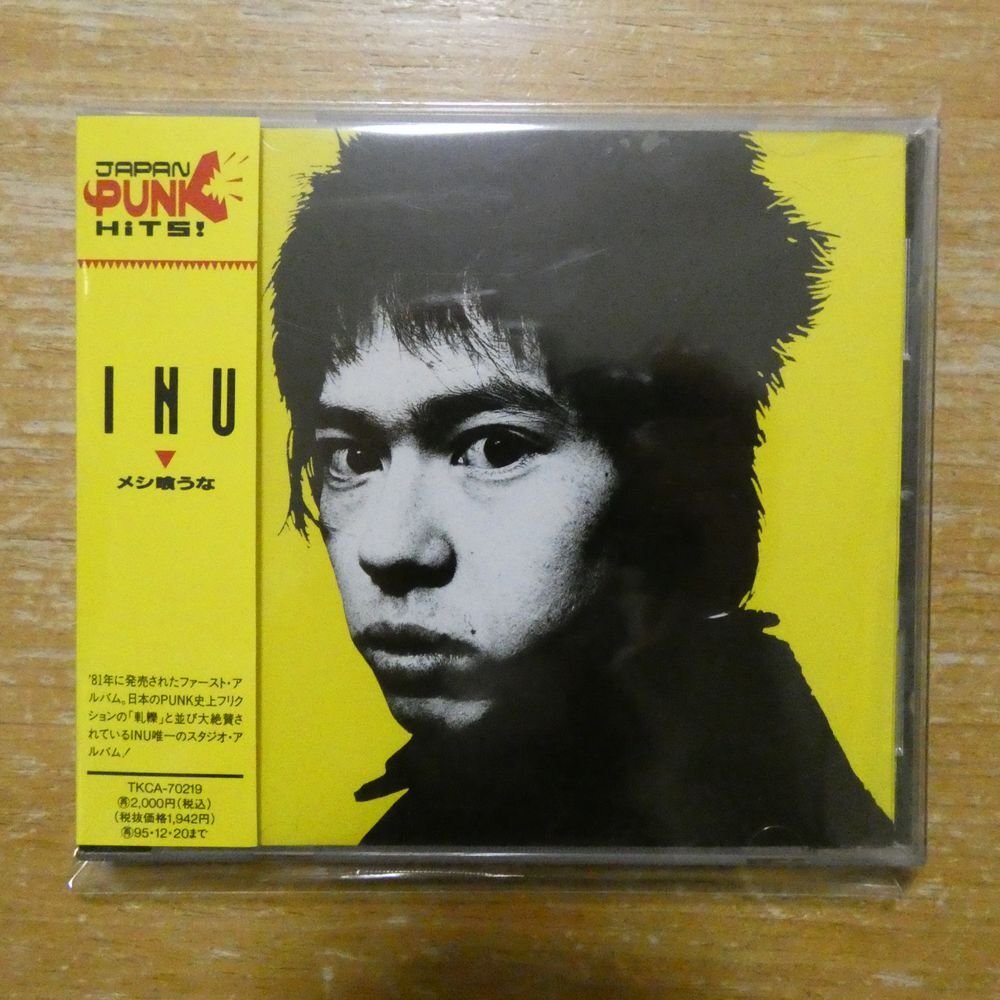 JAPAN
PUNK
HiTS!
INU
メシ喰うな
'81年に発売されたファースト・ア
ルバム。日本のPUNK史上フリク
ションの「軋轢」と並び大絶賛さ
れているINU唯一のスタジオ・ア
ルバム!
TKCA-70219
Ⓡ2,000円(税込)
(税抜価格1,942円)
Ⓡ95・12・20まで